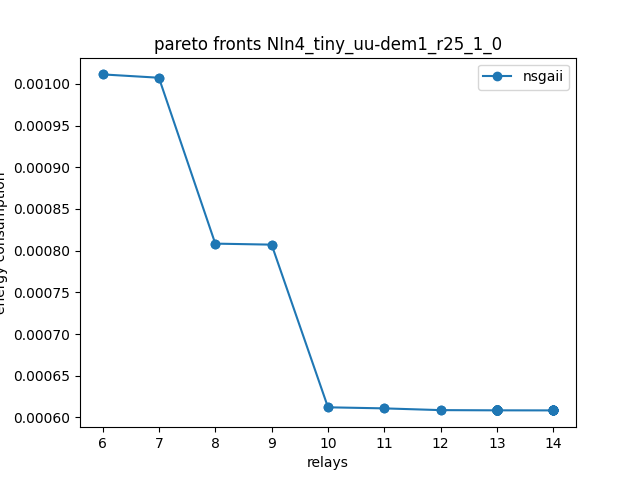 pareto fronts NIn4_tiny_uu-dem1_r25_1_0
nsgaii
0.00100
0.00095
0.00090
0.00085
0.00080
0.00075
0.00070
0.00065
0.00060
energy consumption
6 7 8 9 10 11 12 13 14
relays